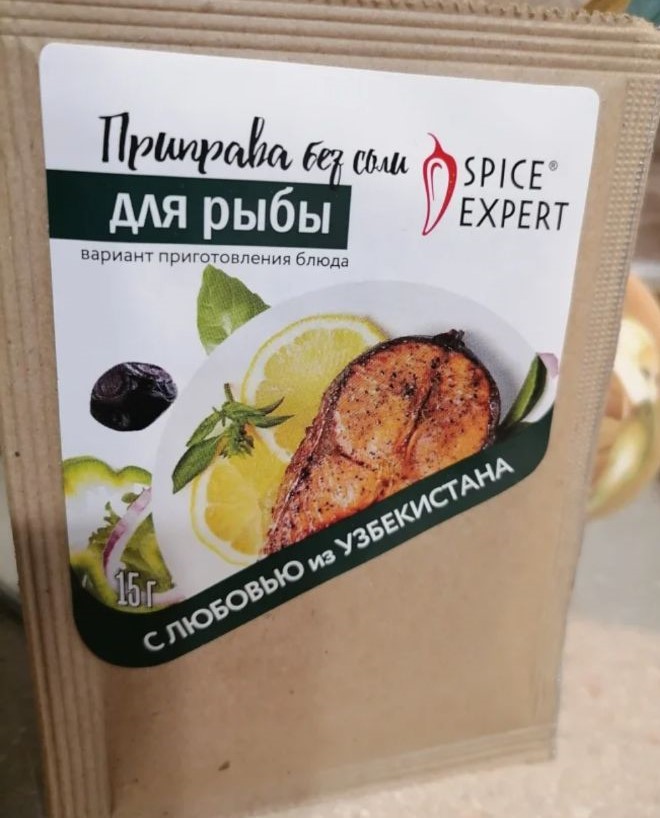 Приправа без соли
для рыбы
вариант приготовления блюда
SPICE®
EXPERT
15 г
С ЛЮБОВЬЮ из УЗБЕКИСТАНА